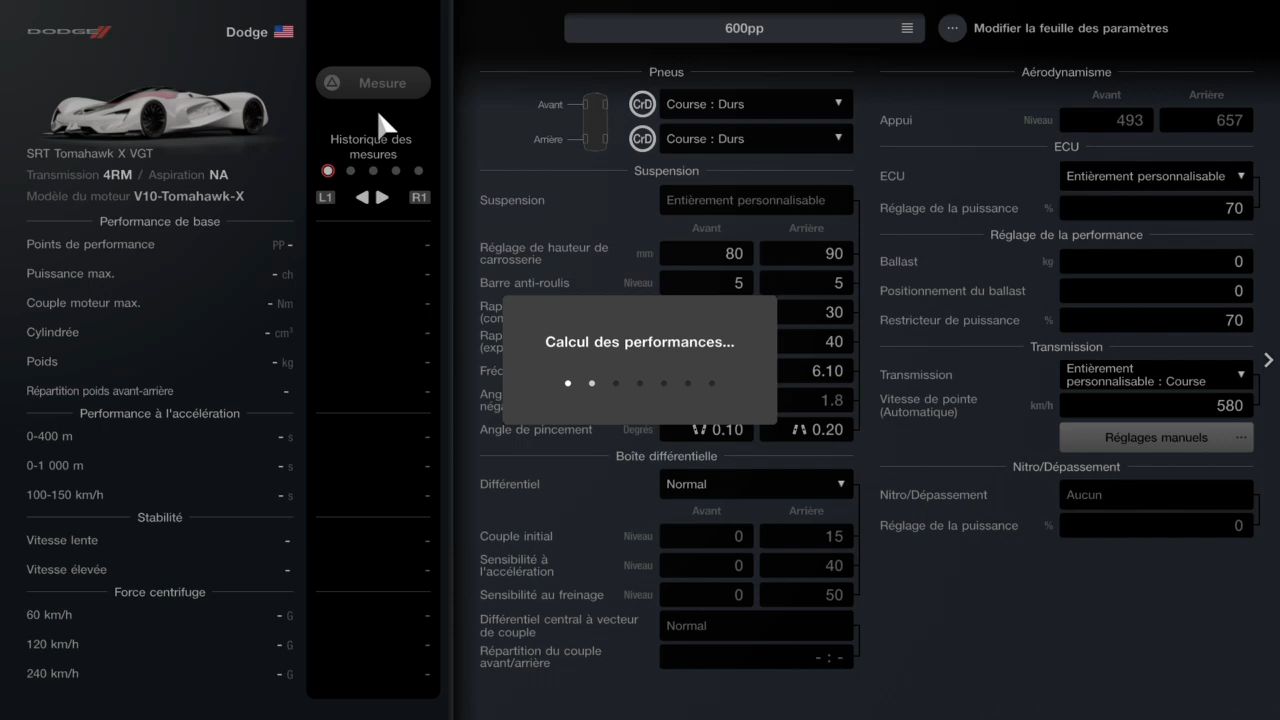 DODGE
Dodge
SRT Tomahawk X VGT
Transmission 4RM / Aspiration NA
Modèle du moteur V10-Tomahawk-X
Performance de base
Points de performance PP -
Puissance max. - ch
Couple moteur max. - Nm
Cylindrée - cm³
Poids - kg
Répartition poids avant-arrière -
Performance à l'accélération
0-400 m - s
0-1 000 m - s
100-150 km/h - s
Stabilité
Vitesse lente -
Vitesse élevée -
Force centrifuge
60 km/h - G
120 km/h - G
240 km/h - G
Mesure
Historique des
mesures
L1 R1
600pp
Modifier la feuille des paramètres
Pneus
Avant CrD Course : Durs
Arrière CrD Course : Durs
Suspension
Suspension Entièrement personnalisable
Avant Arrière
Réglage de hauteur de
carrosserie mm 80 90
Barre anti-roulis Niveau 5 5
Rap
(con 30
Rap
(exp 40
Fréq 6.10
Ang
néga 1.8
Angle de pincement Degrés 0.10 0.20
Calcul des performances...
Boîte différentielle
Différentiel Normal
Avant Arrière
Couple initial Niveau 0 15
Sensibilité à
l'accélération Niveau 0 40
Sensibilité au freinage Niveau 0 50
Différentiel central à vecteur
de couple Normal
Répartition du couple
avant/arrière - : -
Aérodynamisme
Avant Arrière
Appui Niveau 493 657
ECU
ECU Entièrement personnalisable
Réglage de la puissance % 70
Réglage de la performance
Ballast kg 0
Positionnement du ballast 0
Restricteur de puissance % 70
Transmission
Transmission Entièrement
personnalisable : Course
Vitesse de pointe
(Automatique) km/h 580
Réglages manuels
Nitro/Dépassement
Nitro/Dépassement Aucun
Réglage de la puissance % 0